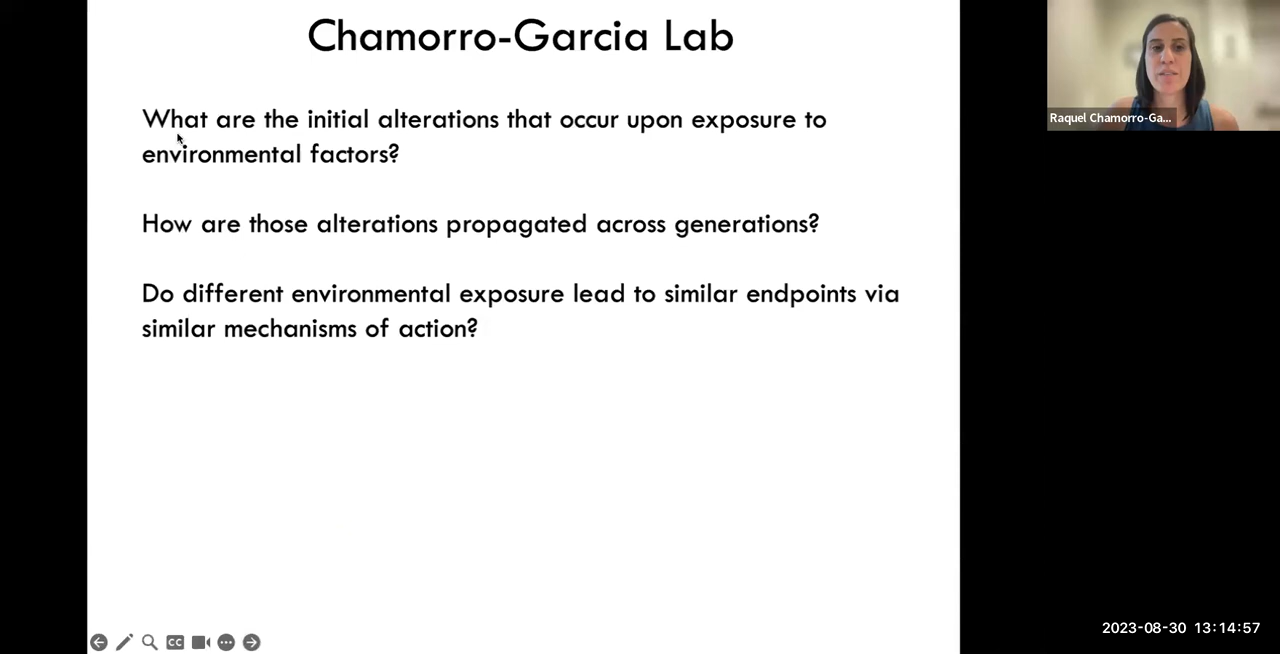 Chamorro-Garcia Lab
What are the initial alterations that occur upon exposure to
environmental factors?
How are those alterations propagated across generations?
Do different environmental exposure lead to similar endpoints via
similar mechanisms of action?
Raquel Chamorro-Ga...
CC
2023-08-30 13:14:57